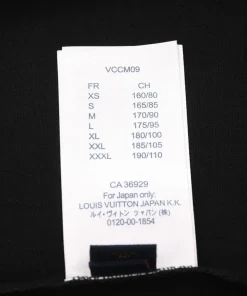 VCCM09
FR CH
XS 160/80
S 165/85
M 170/90
L 175/95
XL 180/100
XXL 185/105
XXXL 190/110
CA 36929
For Japan only:
LOUIS VUITTON JAPAN K.K.
ルイ・ヴィトン ジャパン (株)
0120-00-1854